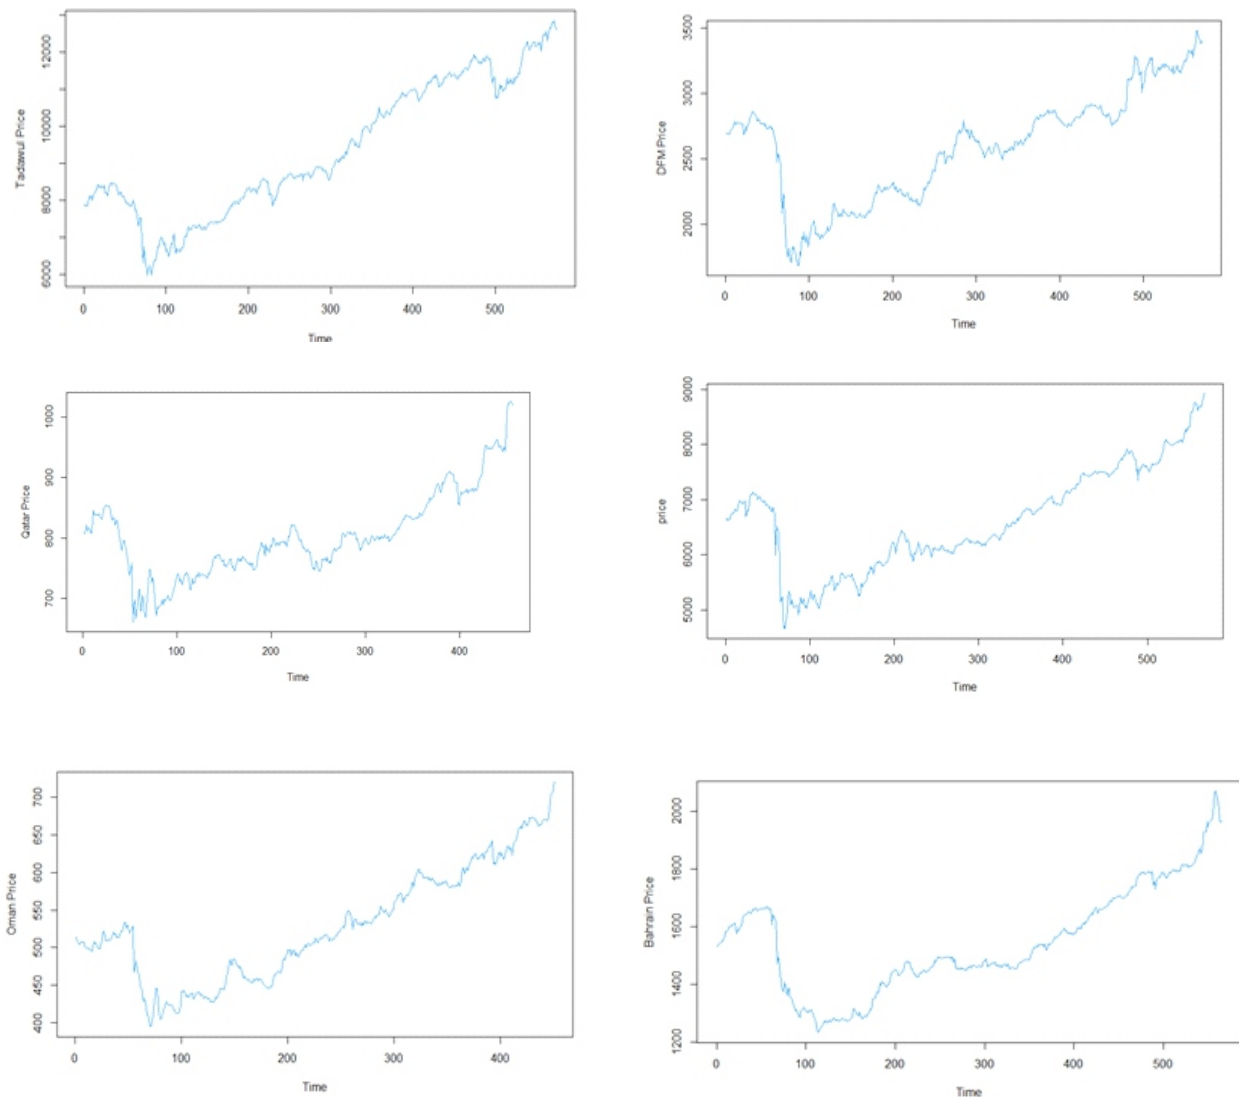 Tadawul Price
12000
10000
8000
6000
0 100 200 300 400 500
Time
DFM Price
3500
3000
2500
2000
0 100 200 300 400 500
Time
Qatar Price
1000
900
800
700
0 100 200 300 400
Time
price
9000
8000
7000
6000
5000
0 100 200 300 400 500
Time
Oman Price
700
650
600
550
500
450
400
0 100 200 300 400
Time
Bahrain Price
2000
1800
1600
1400
1200
0 100 200 300 400 500
Time